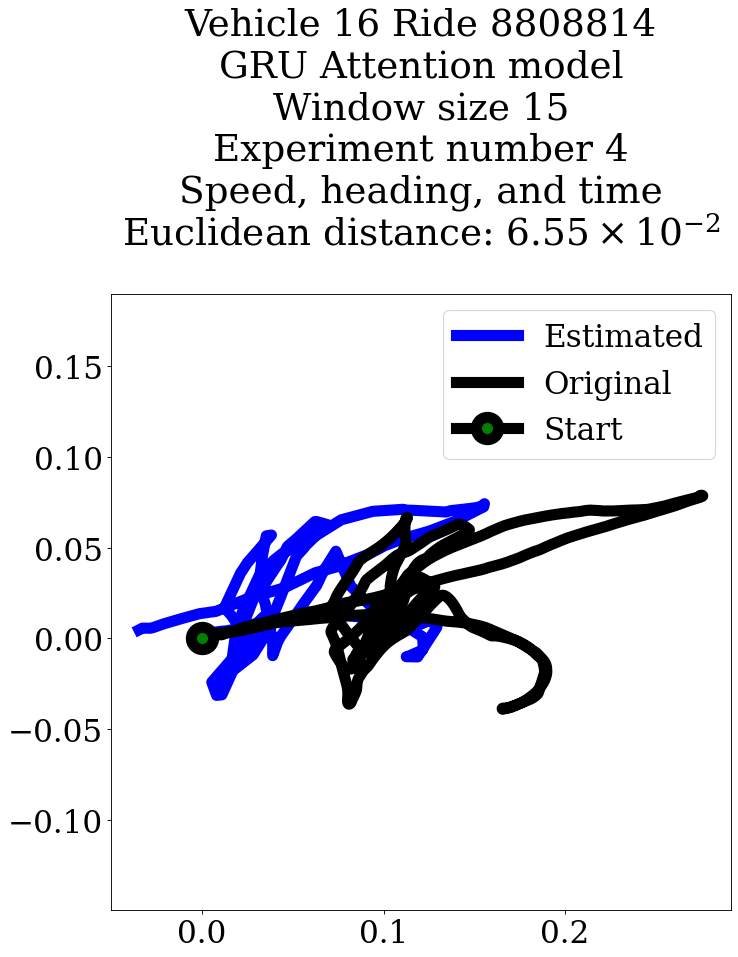 Vehicle 16 Ride 8808814
GRU Attention model
Window size 15
Experiment number 4
Speed, heading, and time
Euclidean distance: 6.55 × 10⁻²
Estimated
Original
Start
0.15
0.10
0.05
0.00
−0.05
−0.10
0.0 0.1 0.2